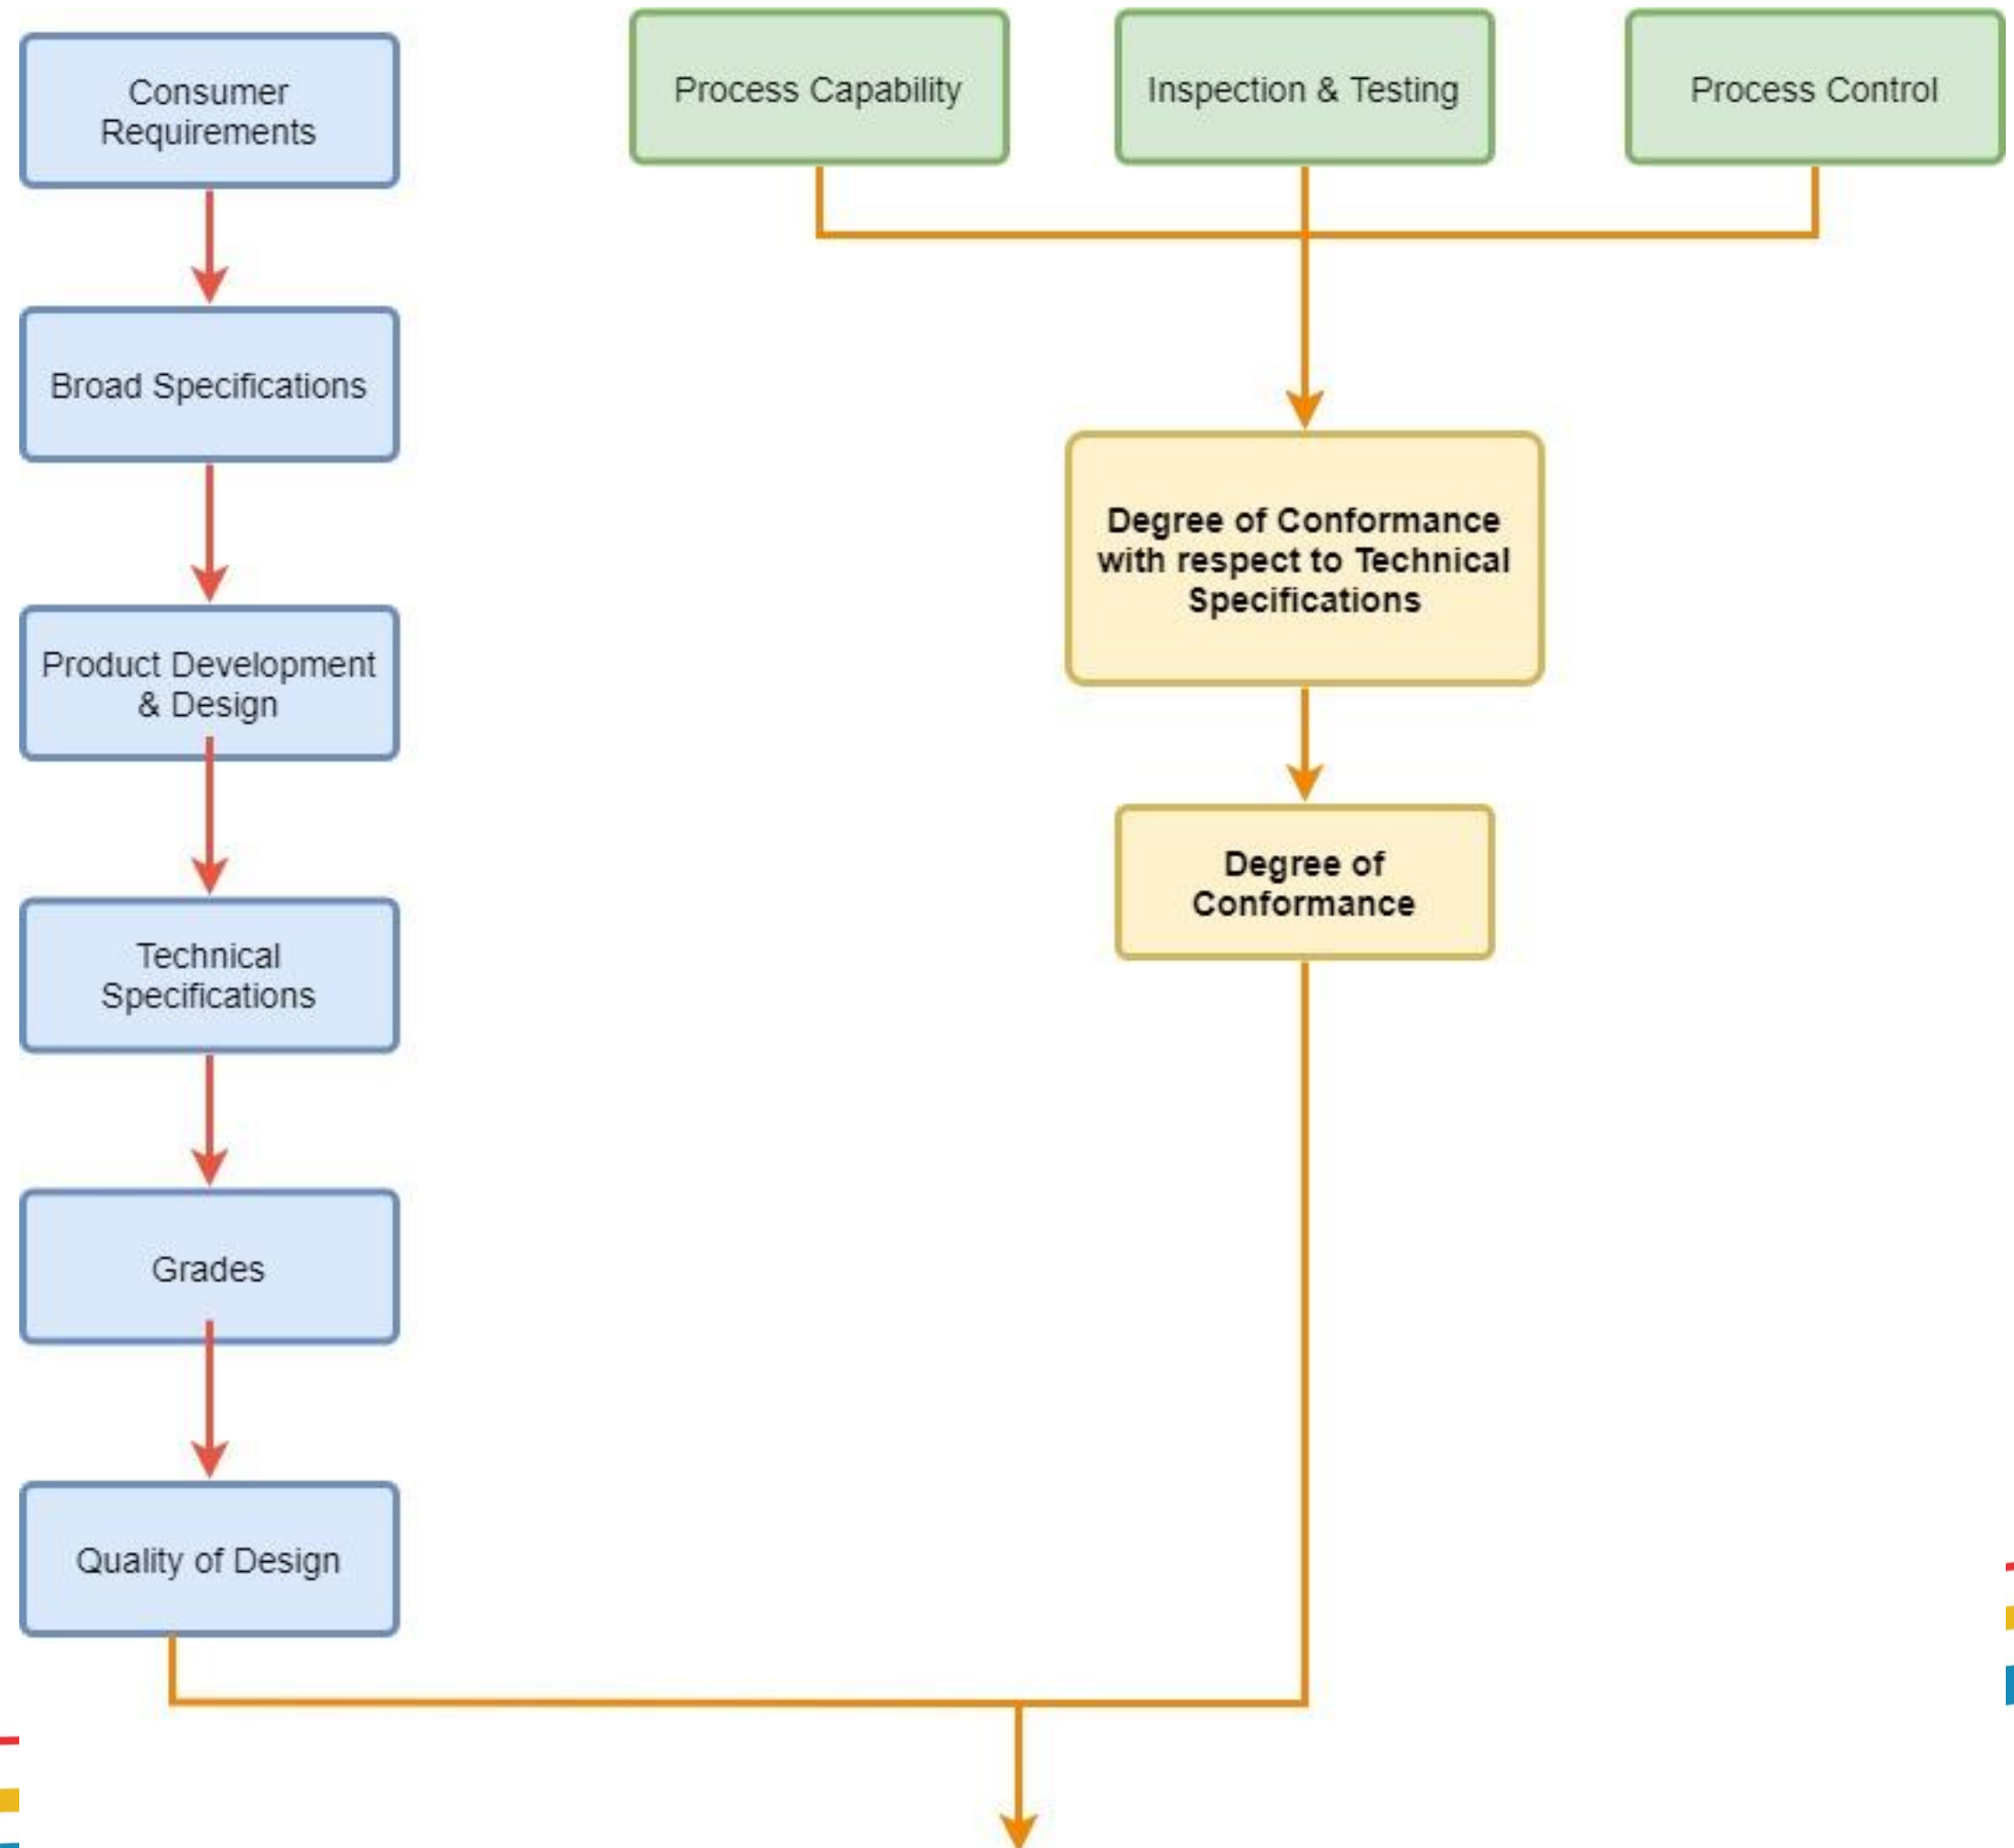 Consumer
Requirements
Process Capability
Inspection & Testing
Process Control
Broad Specifications
Degree of Conformance
with respect to Technical
Specifications
Product Development
& Design
Degree of
Conformance
Technical
Specifications
Grades
Quality of Design